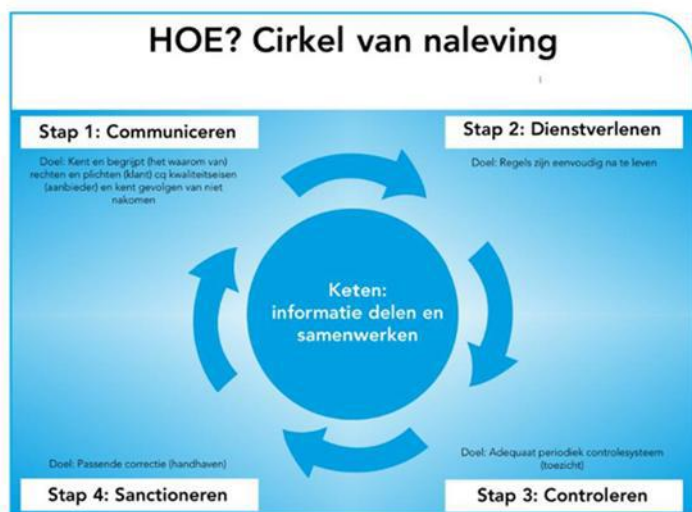 HOE? Cirkel van naleving
Stap 1: Communiceren
Doel: Kent en begrijpt (het waarom van)
rechten en plichten (klant) cq kwaliteitseisen
(aanbieder) en kent gevolgen van niet
nakomen
Stap 2: Dienstverlenen
Doel: Regels zijn eenvoudig na te leven
Keten:
informatie delen en
samenwerken
Doel: Passende correctie (handhaven)
Stap 4: Sanctioneren
Doel: Adequaat periodiek controlesysteem
(toezicht)
Stap 3: Controleren